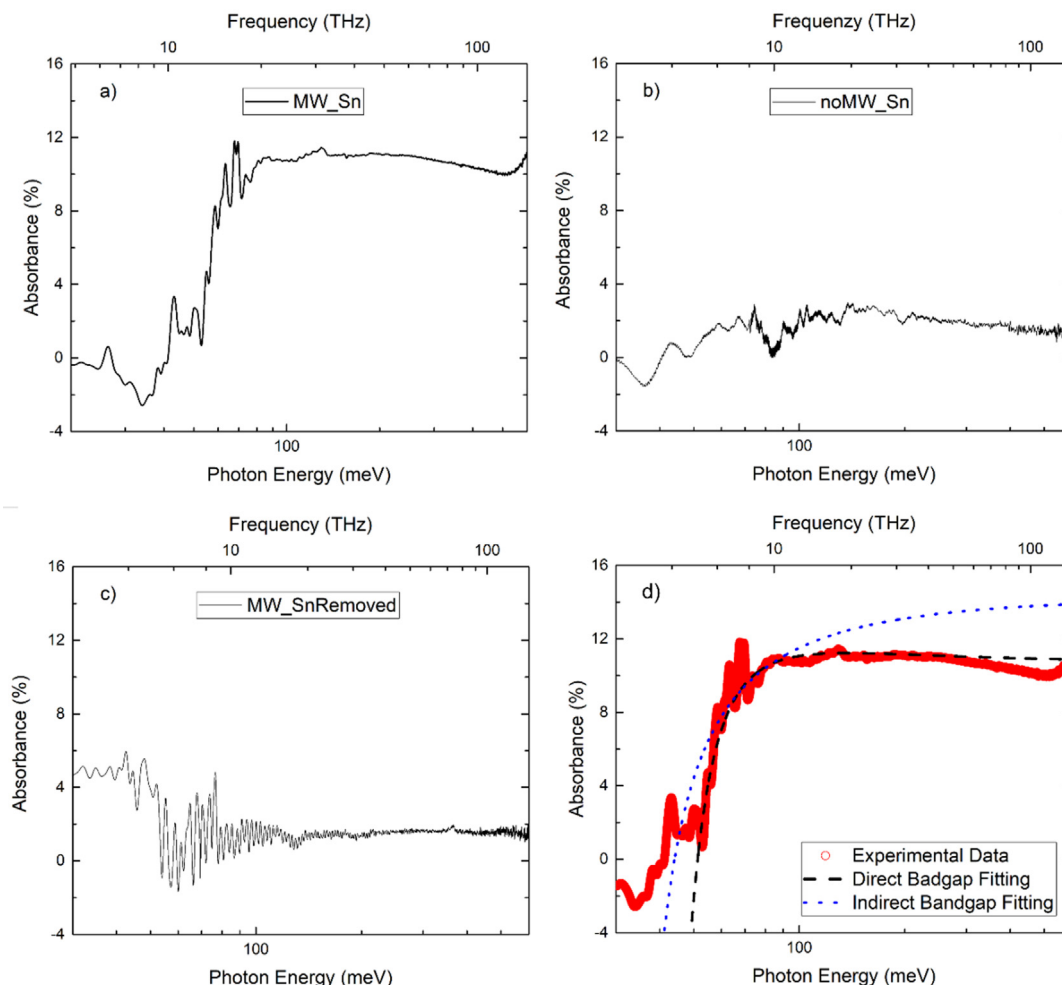 Frequency (THz)
10 100
16
12
8
4
0
-4
Absorbance (%)
a)
MW_Sn
100
Photon Energy (meV)
Frequenzy (THz)
10 100
16
12
8
4
0
-4
Absorbance (%)
b)
noMW_Sn
100
Photon Energy (meV)
Frequency (THz)
10 100
16
12
8
4
0
-4
Absorbance (%)
c)
MW_SnRemoved
100
Photon Energy (meV)
Frequency (THz)
10 100
16
12
8
4
0
-4
Absorbance (%)
d)
Experimental Data
Direct Badgap Fitting
Indirect Bandgap Fitting
100
Photon Energy (meV)